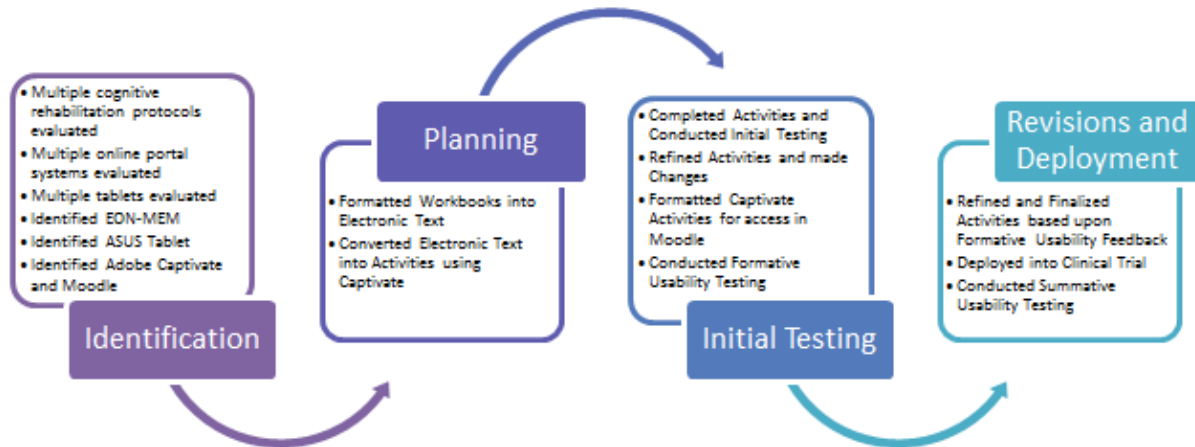 • Multiple cognitive
rehabilitation protocols
evaluated
• Multiple online portal
systems evaluated
• Multiple tablets evaluated
• Identified EON-MEM
• Identified ASUS Tablet
• Identified Adobe Captivate
and Moodle
Identification
Planning
• Formatted Workbooks into
Electronic Text
• Converted Electronic Text
into Activities using
Captivate
• Completed Activities and
Conducted Initial Testing
• Refined Activities and made
Changes
• Formatted Captivate
Activities for access in
Moodle
• Conducted Formative
Usability Testing
Initial Testing
Revisions and
Deployment
• Refined and Finalized
Activities based upon
Formative Usability Feedback
• Deployed into Clinical Trial
• Conducted Summative
Usability Testing